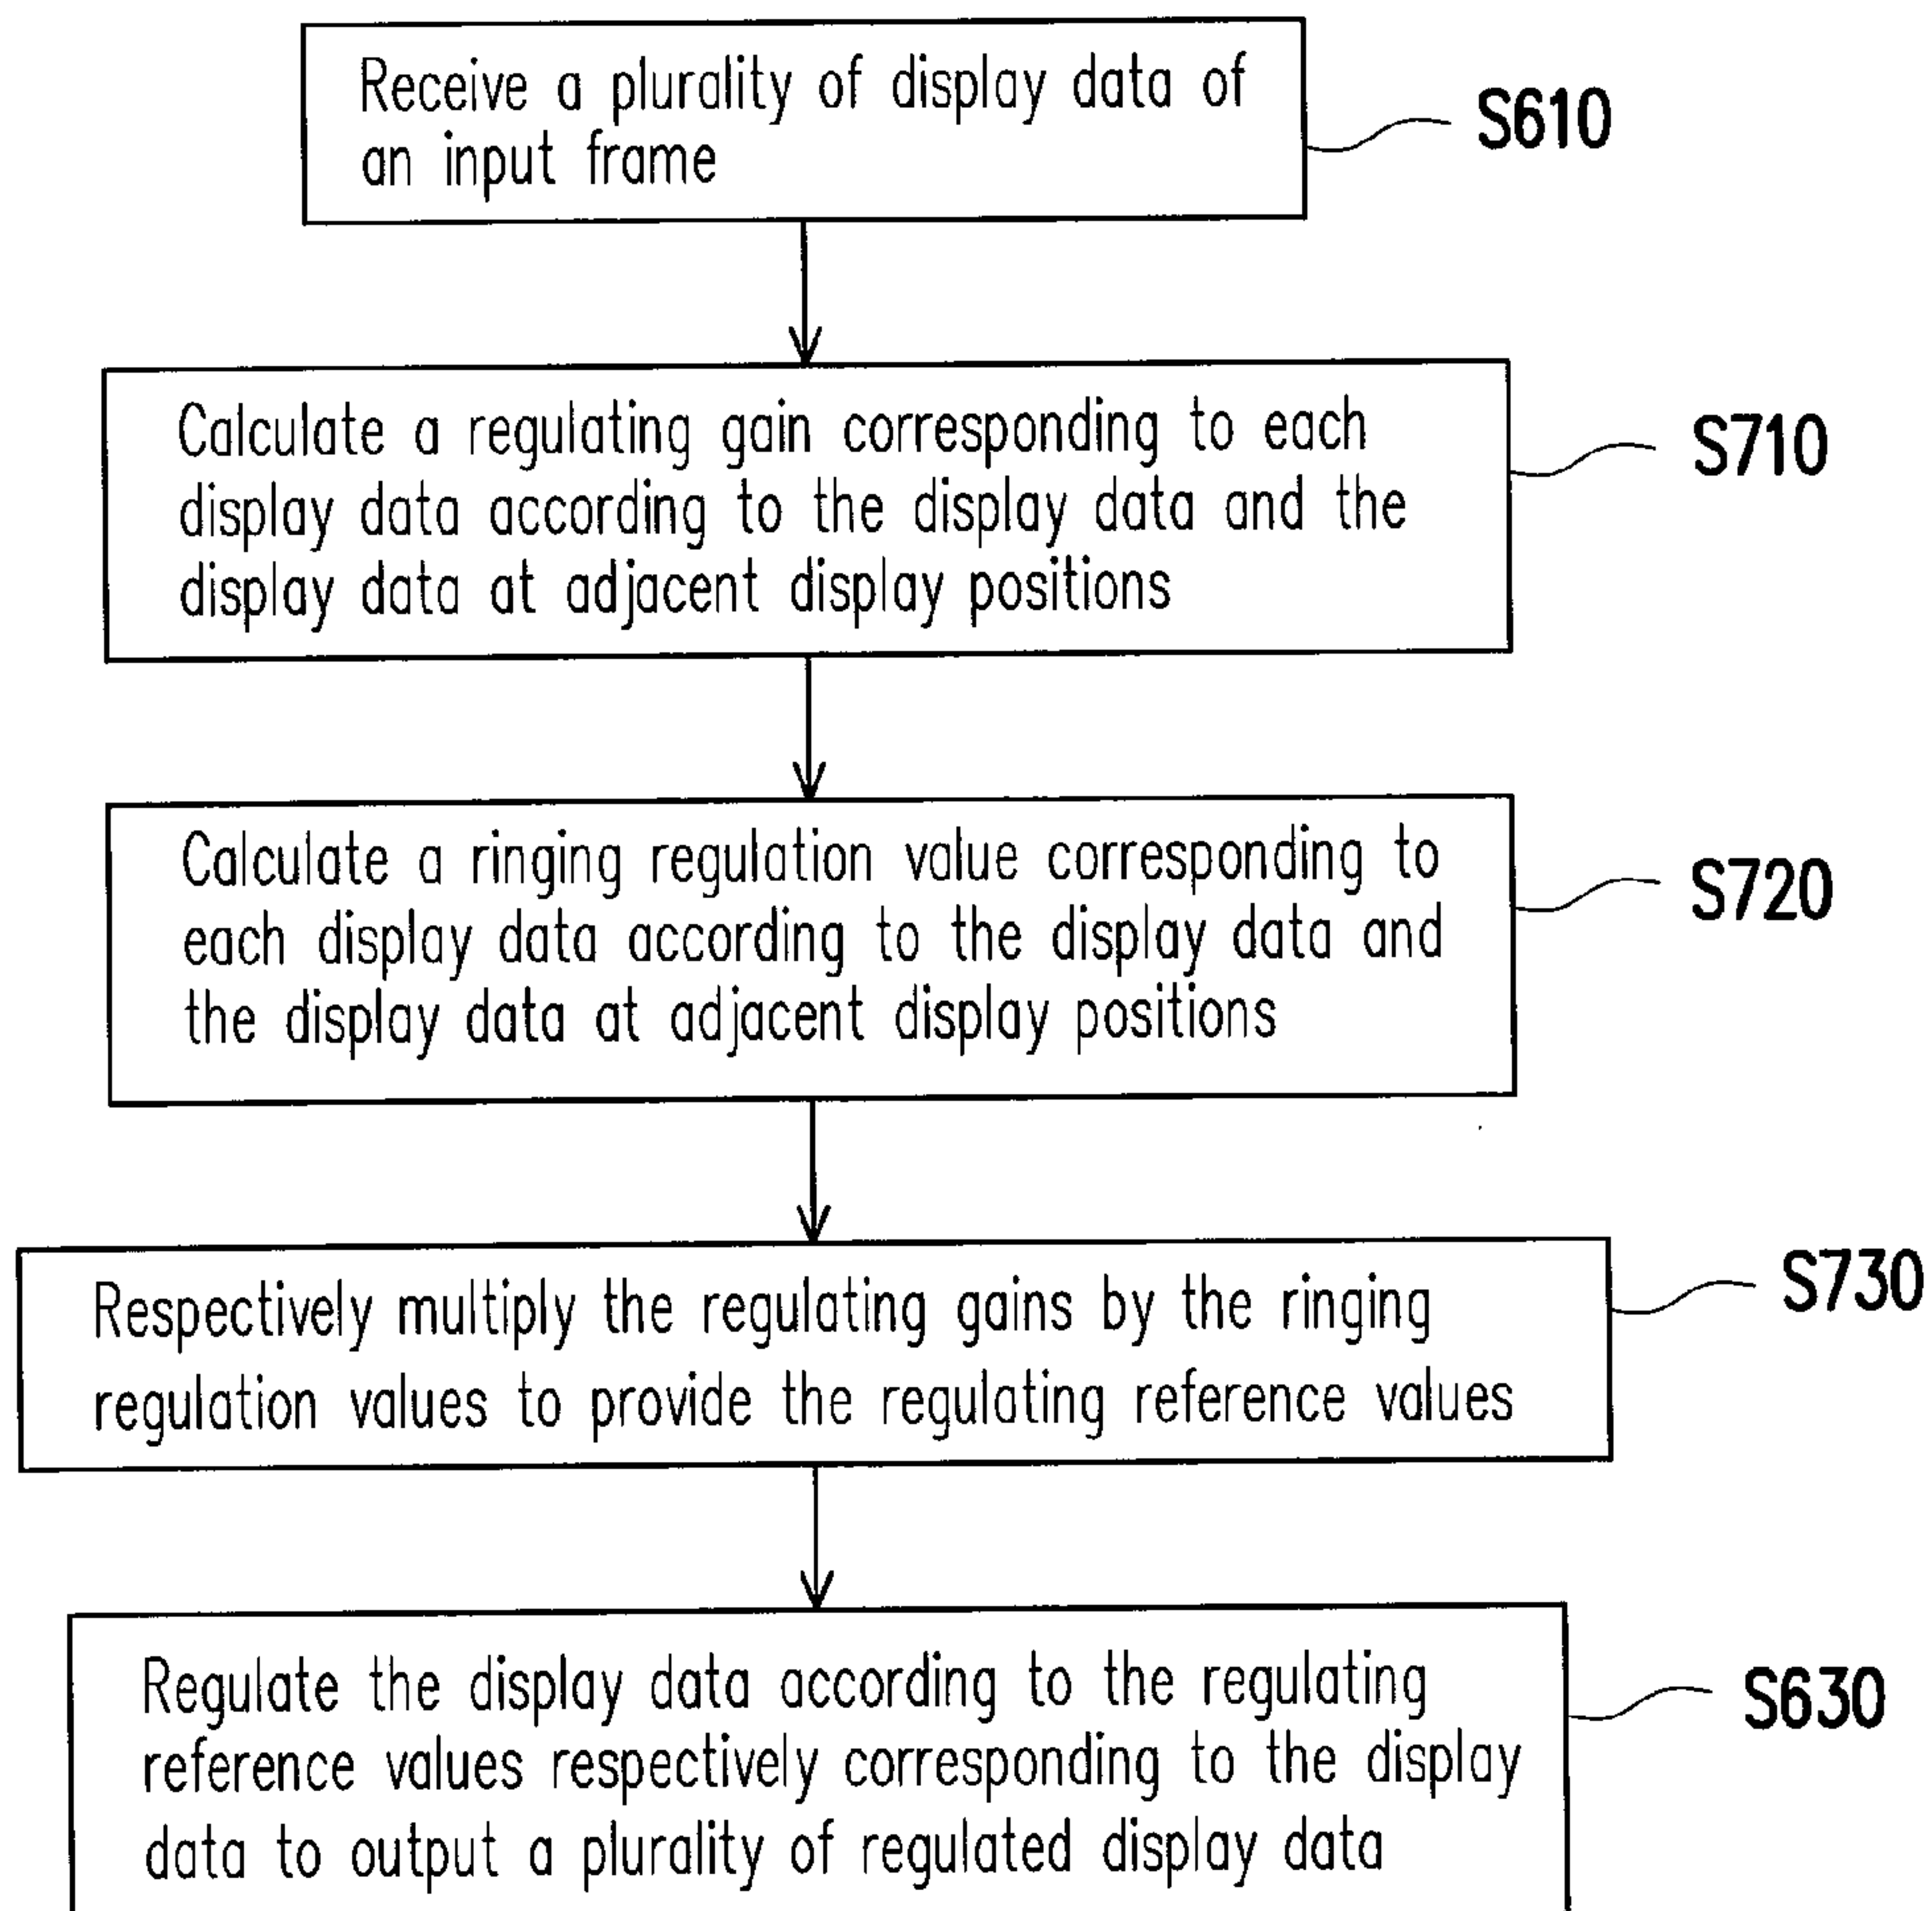 Receive a plurality of display data of
an input frame
S610
Calculate a regulating gain corresponding to each
display data according to the display data and the
display data at adjacent display positions
S710
Calculate a ringing regulation value corresponding to
each display data according to the display data and
the display data at adjacent display positions
S720
Respectively multiply the regulating gains by the ringing
regulation values to provide the regulating reference values
S730
Regulate the display data according to the regulating
reference values respectively corresponding to the display
data to output a plurality of regulated display data
S630